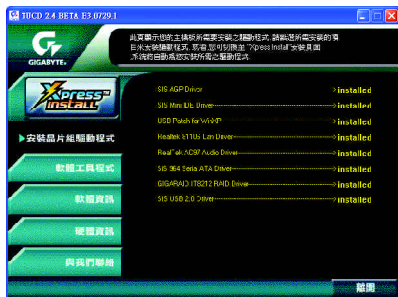 TUCD 2.4 BETA E3.0729.1
GIGABYTE™
此頁顯示您的主機板所需要安裝之驅動程式. 請點選所需安裝的項
目來安裝驅動程式. 或者您可切換至 "Xpress Install" 安裝頁面
,系統將自動為您安裝所需之驅動程式.
Xpress™
INSTALL
安裝晶片組驅動程式
軟體工具程式
軟體資訊
硬體資訊
與我們聯絡
SIS AGP Driver > installed
SIS Mini IDE Driver > installed
USB Patch for WinXP > installed
Realtek 8110S Lan Driver > installed
RealTek AC97 Audio Driver > installed
SIS 964 Serial ATA Driver > installed
GIGARAID IT8212 RAID Driver > installed
SIS USB 2.0 Driver > installed
離開